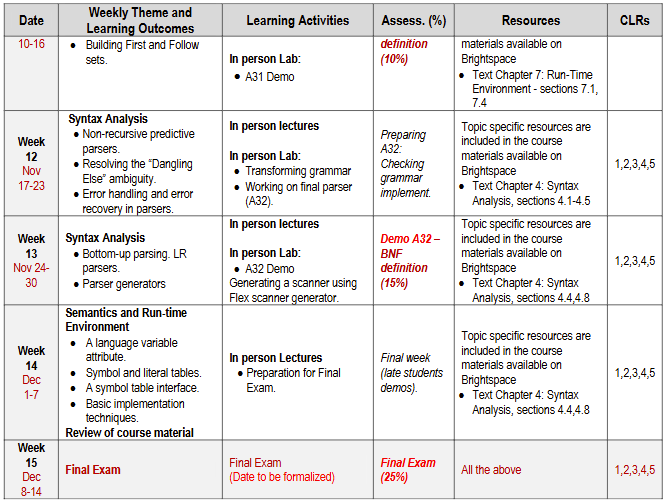 Date
Weekly Theme and
Learning Outcomes
Learning Activities
Assess. (%)
Resources
CLRs
10-16
● Building First and Follow
sets.
In person Lab:
● A31 Demo
definition
(10%)
materials available on
Brightspace
● Text Chapter 7: Run-Time
Environment - sections 7.1,
7.4
Week
12
Nov
17-23
Syntax Analysis
● Non-recursive predictive
parsers.
● Resolving the “Dangling
Else” ambiguity.
● Error handling and error
recovery in parsers.
In person lectures
In person Lab:
● Transforming grammar
● Working on final parser
(A32).
Preparing
A32:
Checking
grammar
implement.
Topic specific resources are
included in the course
materials available on
Brightspace
● Text Chapter 4: Syntax
Analysis, sections 4.1-4.5
1,2,3,4,5
Week
13
Nov 24-
30
Syntax Analysis
● Bottom-up parsing. LR
parsers.
● Parser generators
In person lectures
In person Lab:
● A32 Demo
Generating a scanner using
Flex scanner generator.
Demo A32 –
BNF
definition
(15%)
Topic specific resources are
included in the course
materials available on
Brightspace
● Text Chapter 4: Syntax
Analysis, sections 4.4,4.8
1,2,3,4,5
Week
14
Dec
1-7
Semantics and Run-time
Environment
● A language variable
attribute.
● Symbol and literal tables.
● A symbol table interface.
● Basic implementation
techniques.
Review of course material
In person Lectures
● Preparation for Final
Exam.
Final week
(late students
demos).
Topic specific resources are
included in the course
materials available on
Brightspace
● Text Chapter 4: Syntax
Analysis, sections 4.4,4.8
1,2,3,4,5
Week
15
Dec
8-14
Final Exam
Final Exam
(Date to be formalized)
Final Exam
(25%)
All the above
1,2,3,4,5